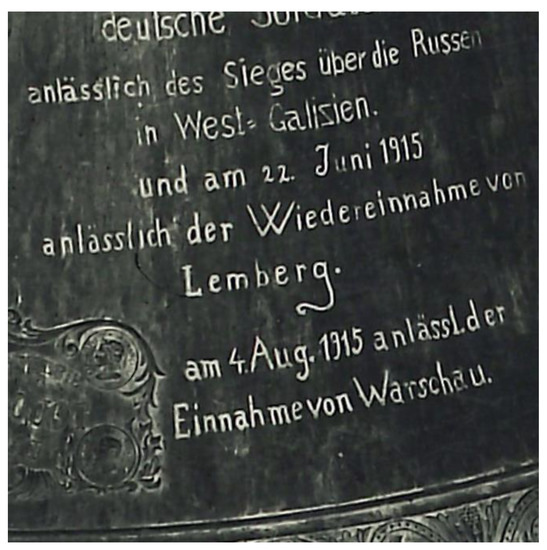 deutsche
anlässlich des Sieges über die Russen
in West= Galisien.
und am 22. Juni 1915
anlässlich der Wiedereinnahme von
Lemberg.
am 4. Aug. 1915 anlässl. der
Einnahme von Warschau.